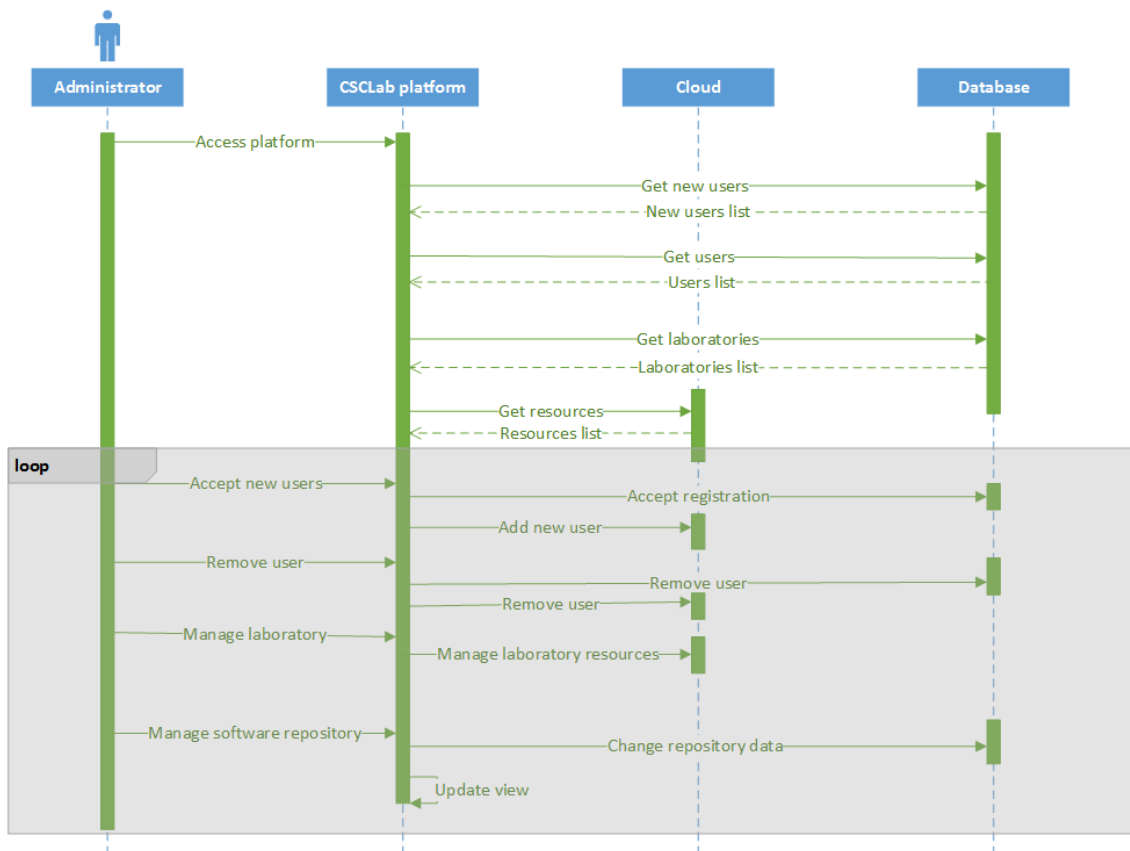 Administrator
CSCLab platform
Cloud
Database
Access platform
Get new users
New users list
Get users
Users list
Get laboratories
Laboratories list
Get resources
Resources list
loop
Accept new users
Accept registration
Add new user
Remove user
Remove user
Remove user
Manage laboratory
Manage laboratory resources
Manage software repository
Change repository data
Update view